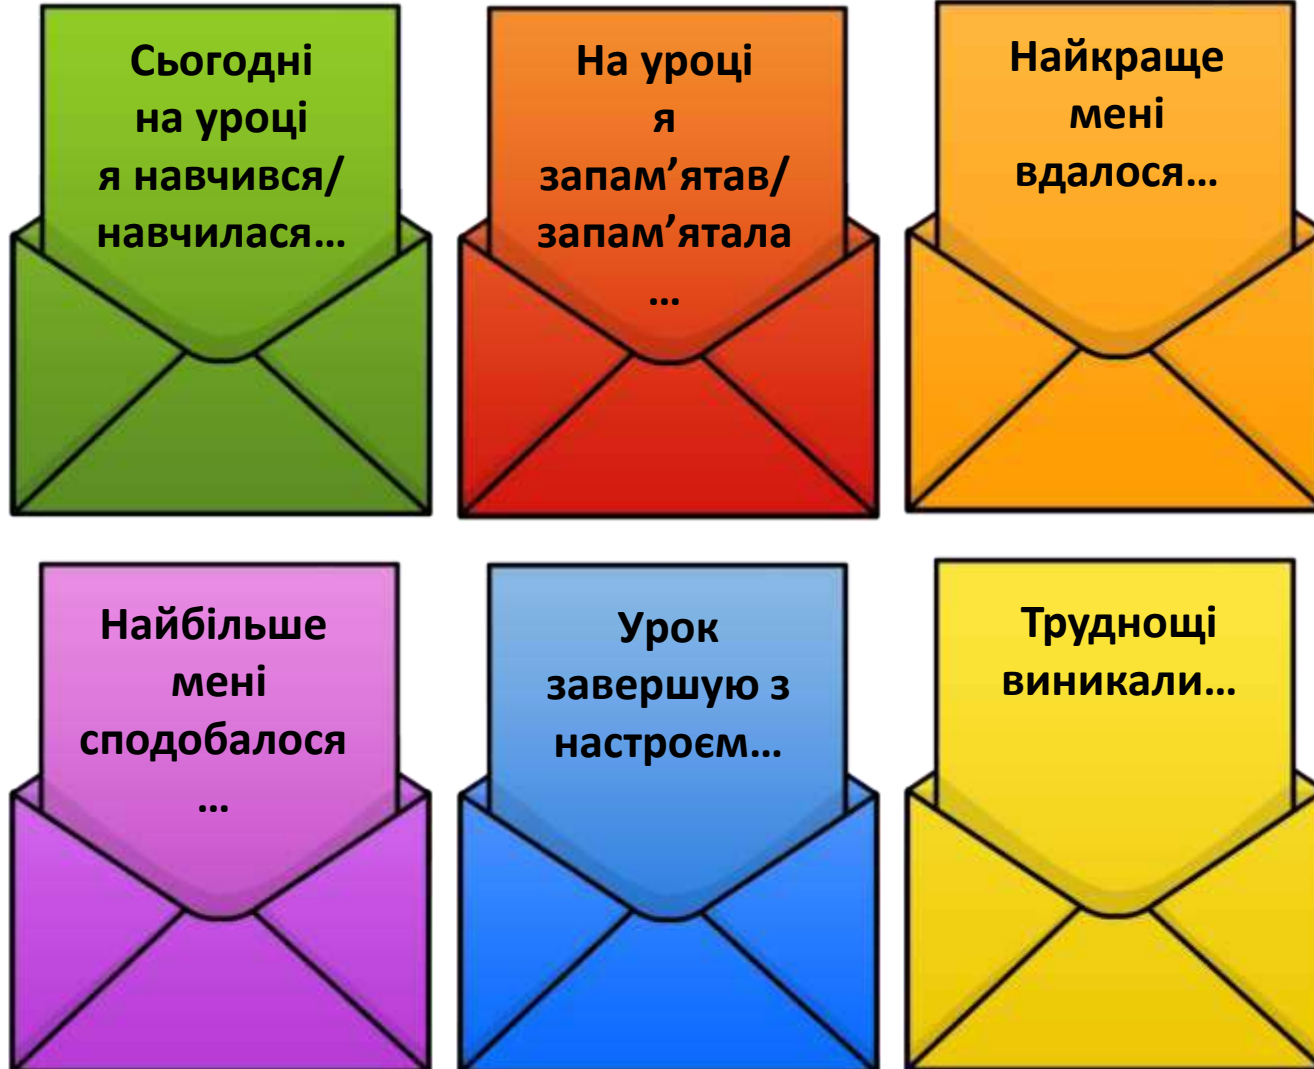 Сьогодні
на уроці
я навчився/
навчилася...
На уроці
я
запам’ятав/
запам’ятала
...
Найкраще
мені
вдалося...
Найбільше
мені
сподобалося
...
Урок
завершую з
настроєм...
Труднощі
виникали...